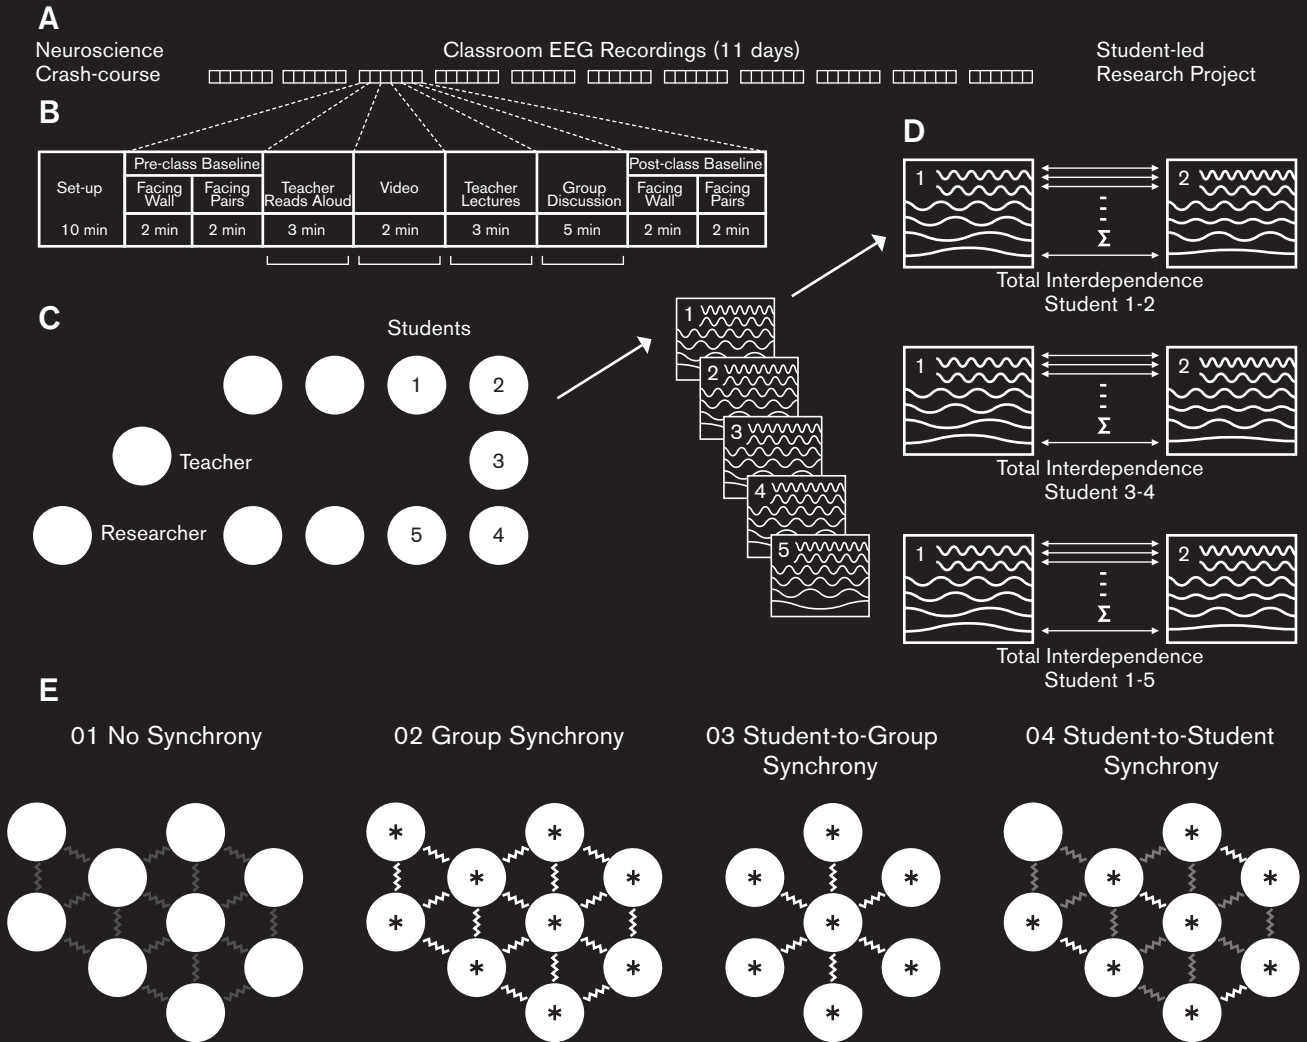 A
Neuroscience
Crash-course
Classroom EEG Recordings (11 days)
Student-led
Research Project
B
Set-up
Pre-class Baseline
Facing
Wall
Facing
Pairs
Teacher
Reads Aloud
Video
Teacher
Lectures
Group
Discussion
Post-class Baseline
Facing
Wall
Facing
Pairs
10 min
2 min
2 min
3 min
2 min
3 min
5 min
2 min
2 min
C
Students
1
2
3
4
5
Teacher
Researcher
1
2
3
4
5
D
1
2
Σ
Total Interdependence
Student 1-2
1
2
Σ
Total Interdependence
Student 3-4
1
2
Σ
Total Interdependence
Student 1-5
E
01 No Synchrony
02 Group Synchrony
03 Student-to-Group
Synchrony
04 Student-to-Student
Synchrony